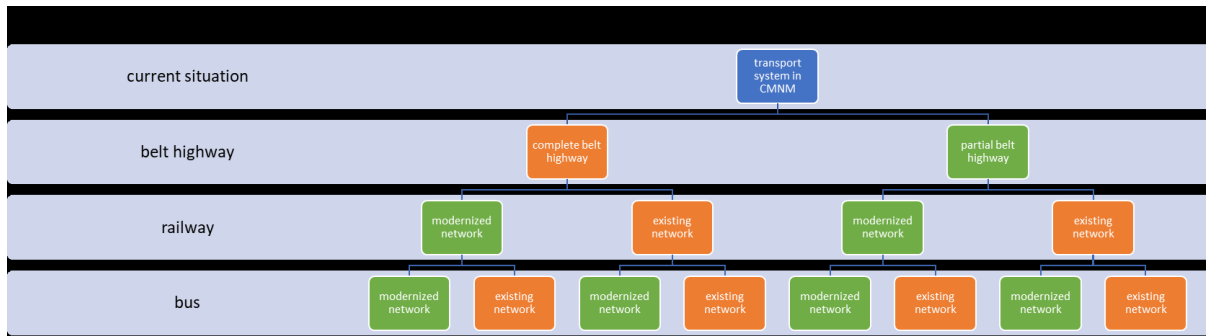 current situation
transport
system in
CMNM
belt highway
complete belt
highway
partial belt
highway
railway
modernized
network
existing
network
modernized
network
existing
network
bus
modernized
network
existing
network
modernized
network
existing
network
modernized
network
existing
network
modernized
network
existing
network